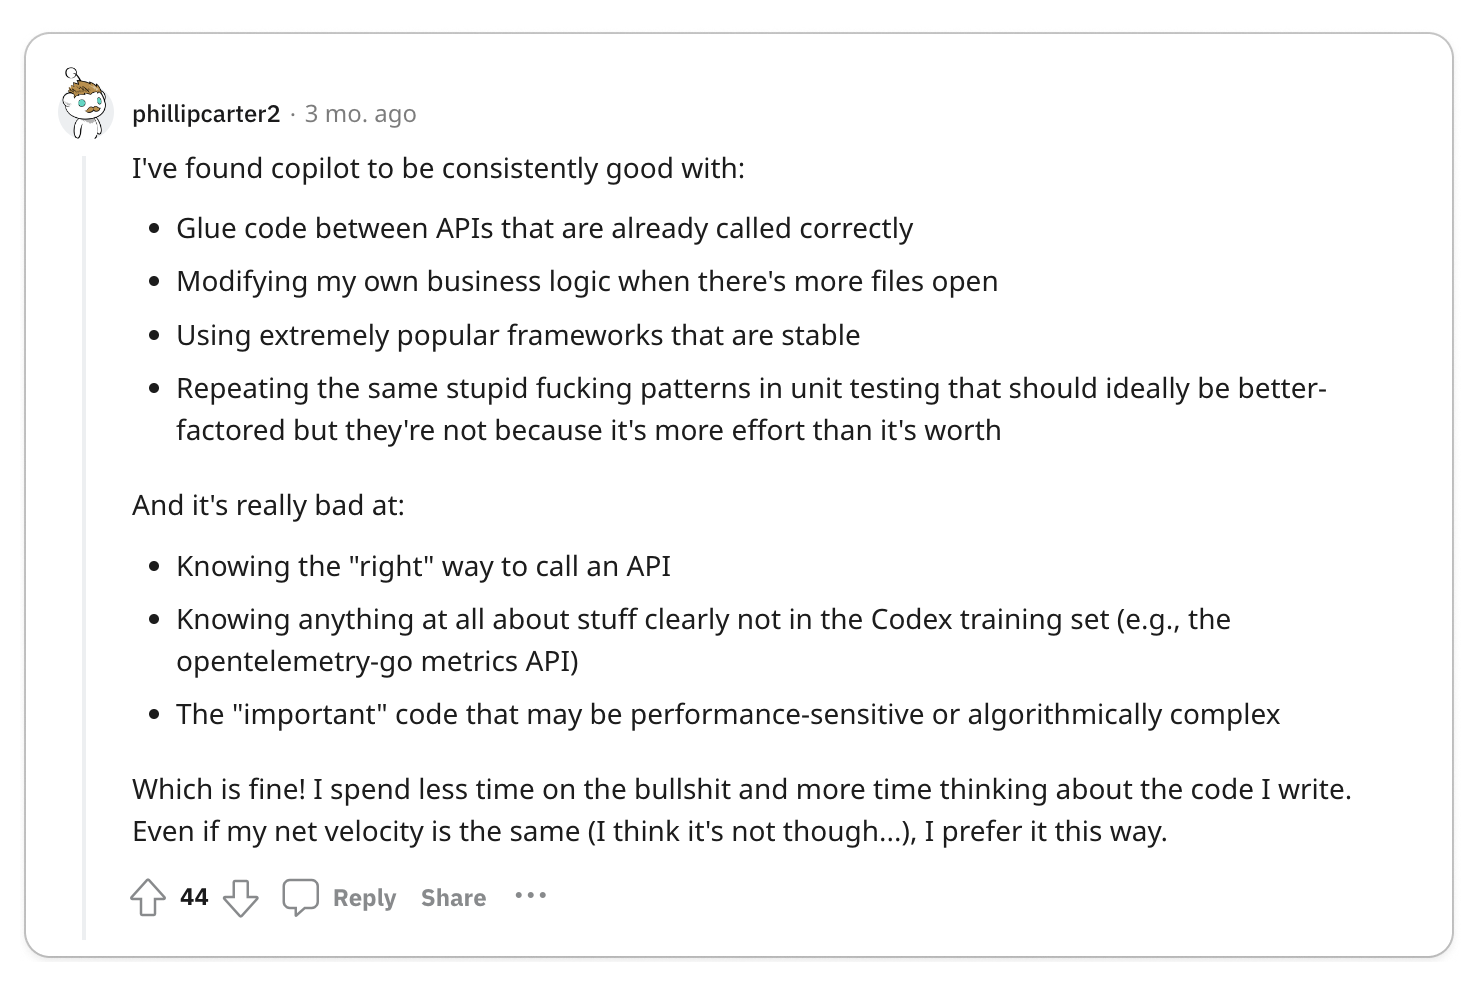 phillipcarter2 · 3 mo. ago
I've found copilot to be consistently good with:
• Glue code between APIs that are already called correctly
• Modifying my own business logic when there's more files open
• Using extremely popular frameworks that are stable
• Repeating the same stupid fucking patterns in unit testing that should ideally be better-
factored but they're not because it's more effort than it's worth
And it's really bad at:
• Knowing the "right" way to call an API
• Knowing anything at all about stuff clearly not in the Codex training set (e.g., the
opentelemetry-go metrics API)
• The "important" code that may be performance-sensitive or algorithmically complex
Which is fine! I spend less time on the bullshit and more time thinking about the code I write.
Even if my net velocity is the same (I think it's not though...), I prefer it this way.
44 Reply Share ···